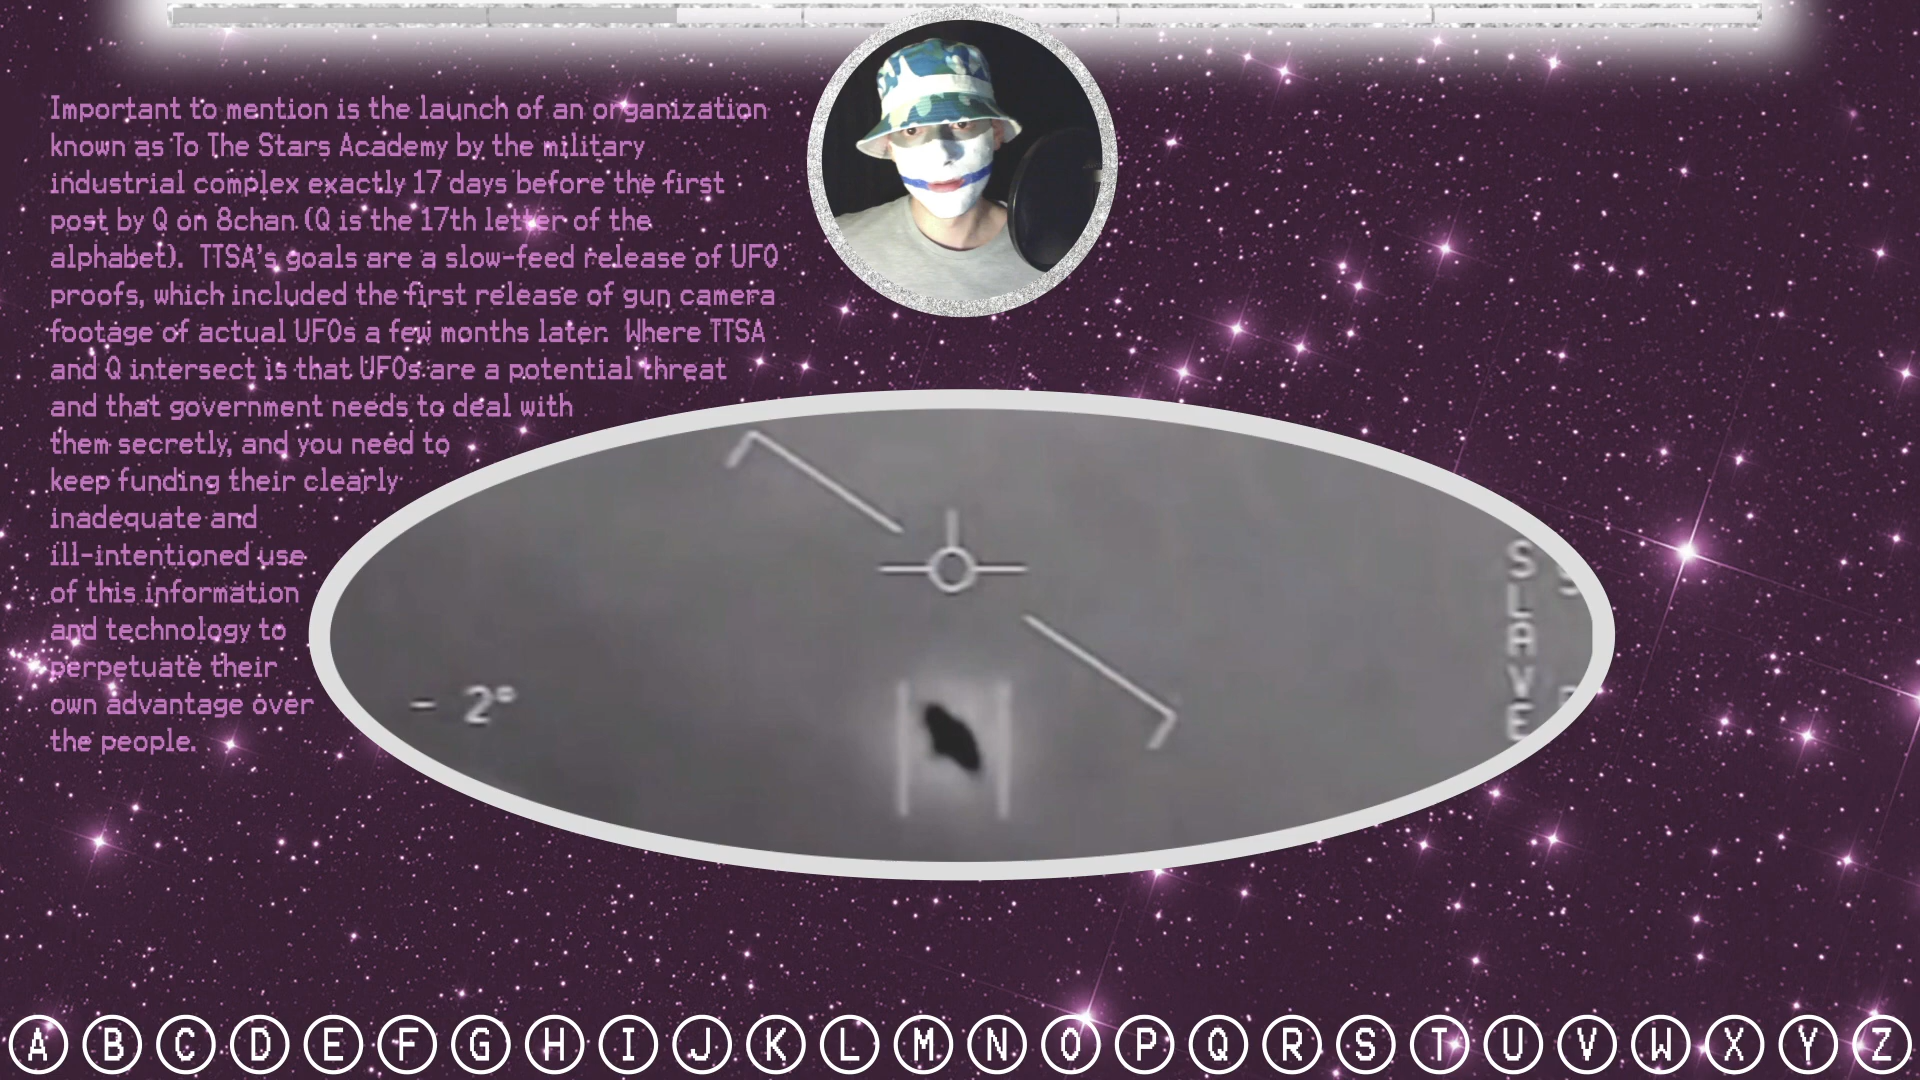 Important to mention is the launch of an organization
known as To The Stars Academy by the military
industrial complex exactly 17 days before the first
post by Q on 8chan (Q is the 17th letter of the
alphabet).  TTSA's goals are a slow-feed release of UFO
proofs, which included the first release of gun camera
footage of actual UFOs a few months later.  Where TTSA
and Q intersect is that UFOs are a potential threat
and that government needs to deal with
them secretly, and you need to
keep funding their clearly
inadequate and
ill-intentioned use
of this information
and technology to
perpetuate their
own advantage over
the people.
- 2°
SLAVE
A B C D E F G H I J K L M N O P Q R S T U V W X Y Z